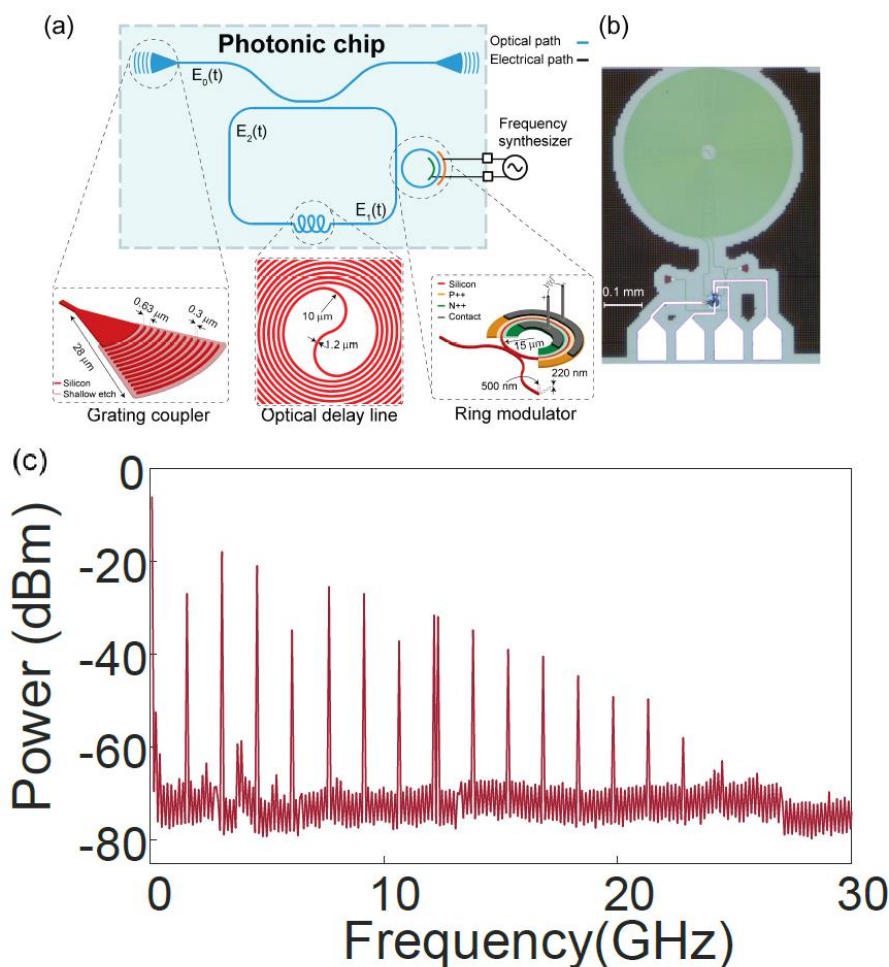 (a)
Photonic chip
Optical path
Electrical path
E₀(t)
E₂(t)
E₁(t)
Frequency
synthesizer
0.63 μm
0.3 μm
28 μm
Silicon
Shallow etch
Grating coupler
10 μm
1.2 μm
Optical delay line
Silicon
P++
N++
Contact
15 μm
500 nm
220 nm
Ring modulator
(b)
0.1 mm
(c)
Power (dBm)
0
-20
-40
-60
-80
0
10
20
30
Frequency(GHz)